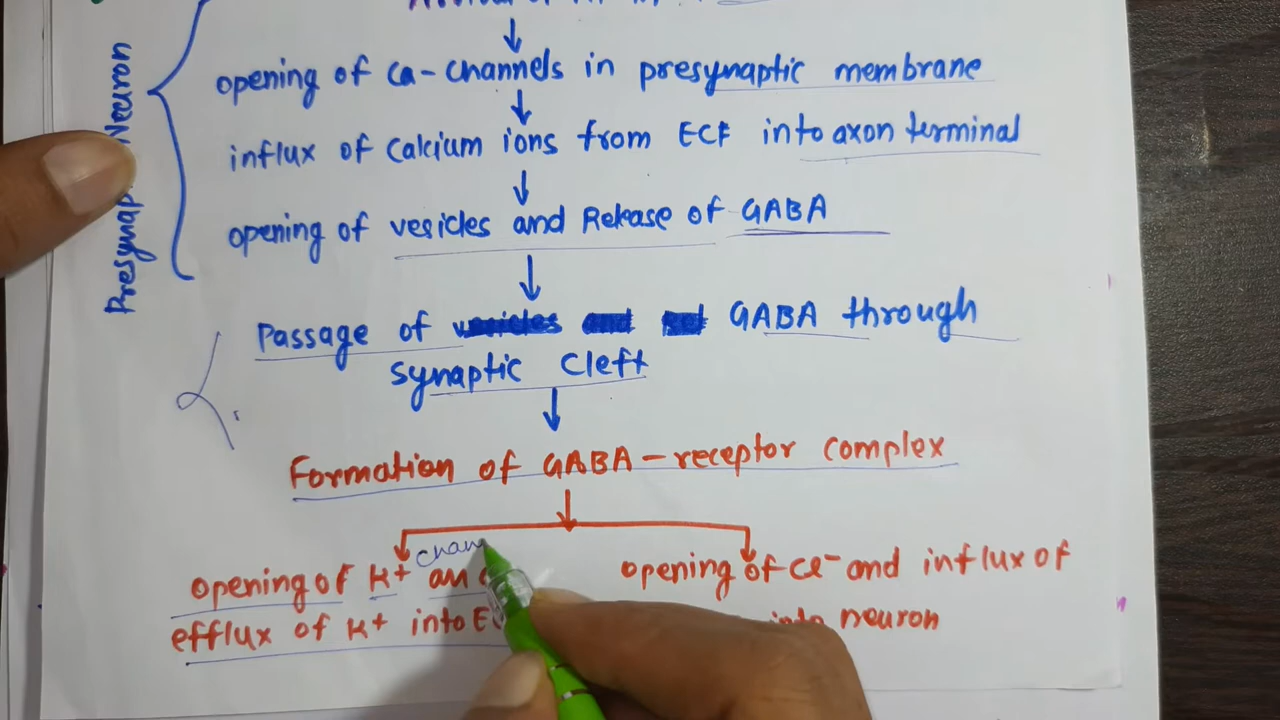 Presynap Neuron
opening of Ca-channels in presynaptic membrane
influx of calcium ions from ECF into axon terminal
opening of vesicles and Release of GABA
Passage of GABA through
synaptic Cleft
Formation of GABA-receptor complex
chan
opening of K+ an
opening of Cl- and influx of
efflux of K+ into E
into neuron